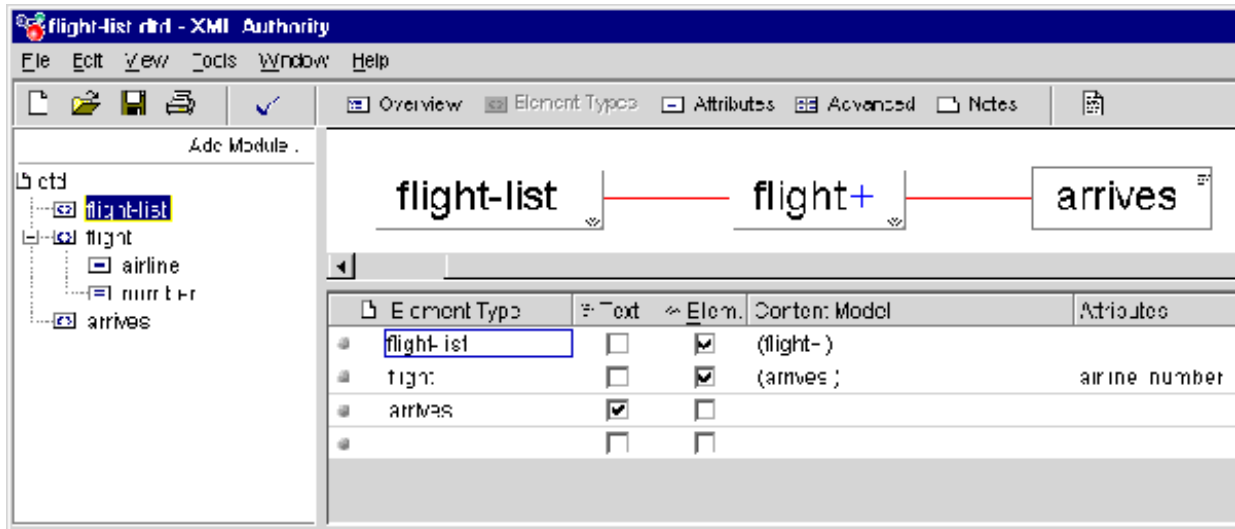 flight-list dtd - XML Authority
File Edit View Tools Window Help
Overview Element Types Attributes Advanced Notes
Add Module .
dtd
flight-list
flight
airline
number
arrives
flight-list flight+ arrives
Element Type Text Elem. Content Model Attributes
flight-list (flight+)
flight (arrives) airline number
arrives